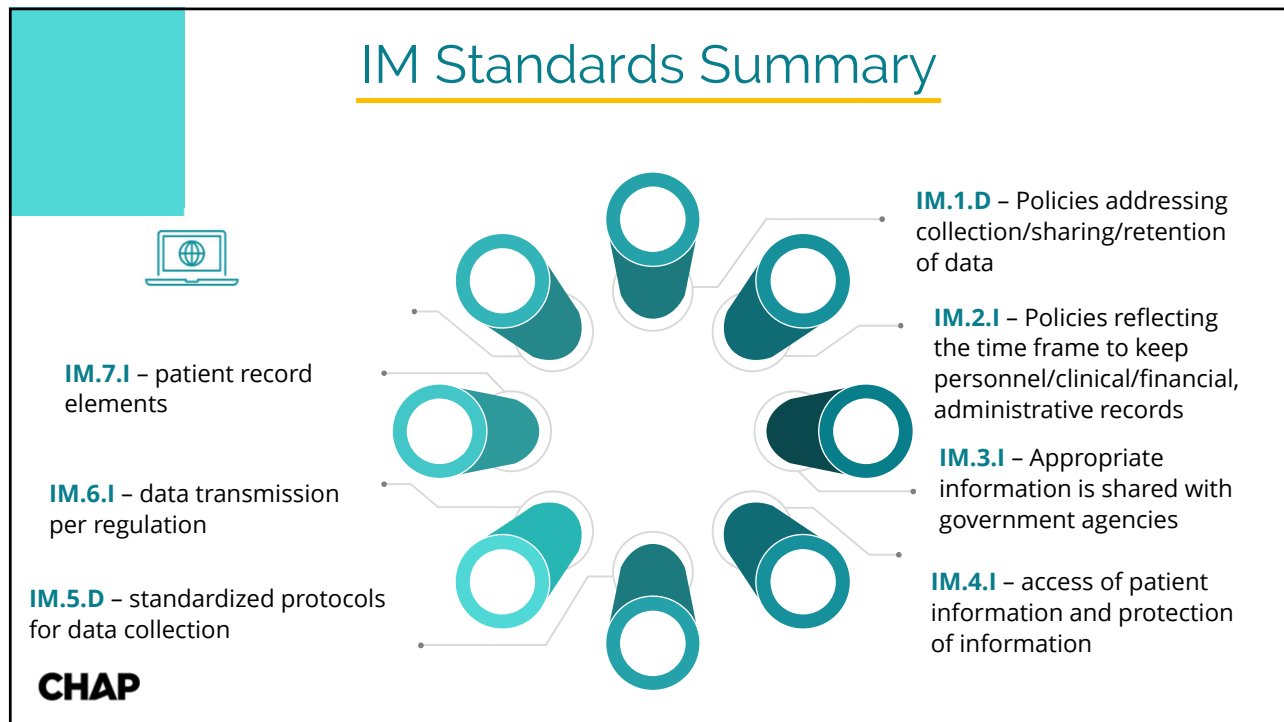 IM Standards Summary
IM.1.D – Policies addressing
collection/sharing/retention
of data
IM.2.I – Policies reflecting
the time frame to keep
personnel/clinical/financial,
administrative records
IM.3.I – Appropriate
information is shared with
government agencies
IM.4.I – access of patient
information and protection
of information
IM.7.I – patient record
elements
IM.6.I – data transmission
per regulation
IM.5.D – standardized protocols
for data collection
CHAP